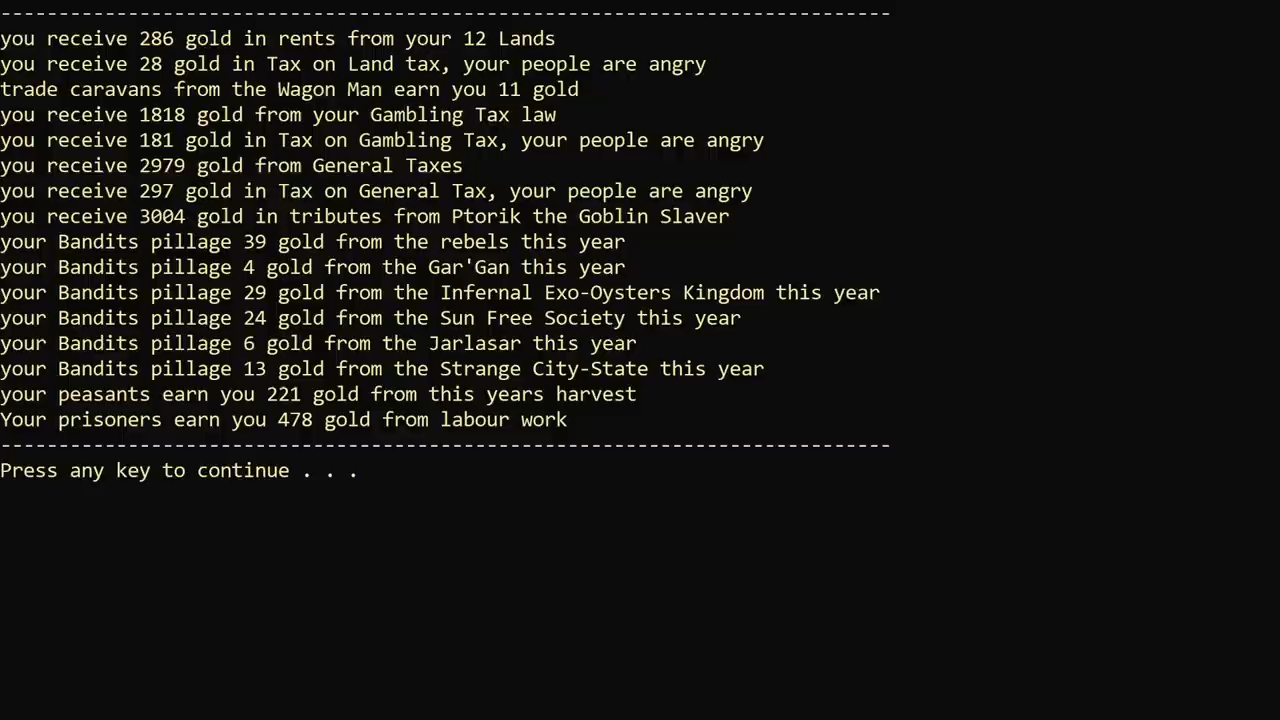 -----------------------------------------------------------------------------
you receive 286 gold in rents from your 12 Lands
you receive 28 gold in Tax on Land tax, your people are angry
trade caravans from the Wagon Man earn you 11 gold
you receive 1818 gold from your Gambling Tax law
you receive 181 gold in Tax on Gambling Tax, your people are angry
you receive 2979 gold from General Taxes
you receive 297 gold in Tax on General Tax, your people are angry
you receive 3004 gold in tributes from Ptorik the Goblin Slaver
your Bandits pillage 39 gold from the rebels this year
your Bandits pillage 4 gold from the Gar'Gan this year
your Bandits pillage 29 gold from the Infernal Exo-Oysters Kingdom this year
your Bandits pillage 24 gold from the Sun Free Society this year
your Bandits pillage 6 gold from the Jarlasar this year
your Bandits pillage 13 gold from the Strange City-State this year
your peasants earn you 221 gold from this years harvest
Your prisoners earn you 478 gold from labour work
-----------------------------------------------------------------------------
Press any key to continue . . .